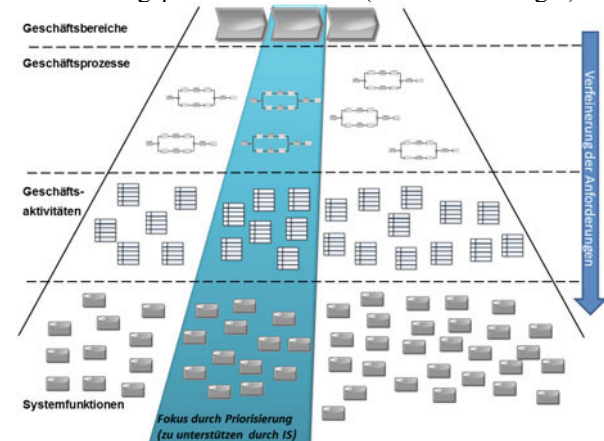 Geschäftsbereiche
Geschäftsprozesse
Geschäfts-
aktivitäten
Systemfunktionen
Fokus durch Priorisierung
(zu unterstützen durch IS)
Verfeinerung der Anforderungen